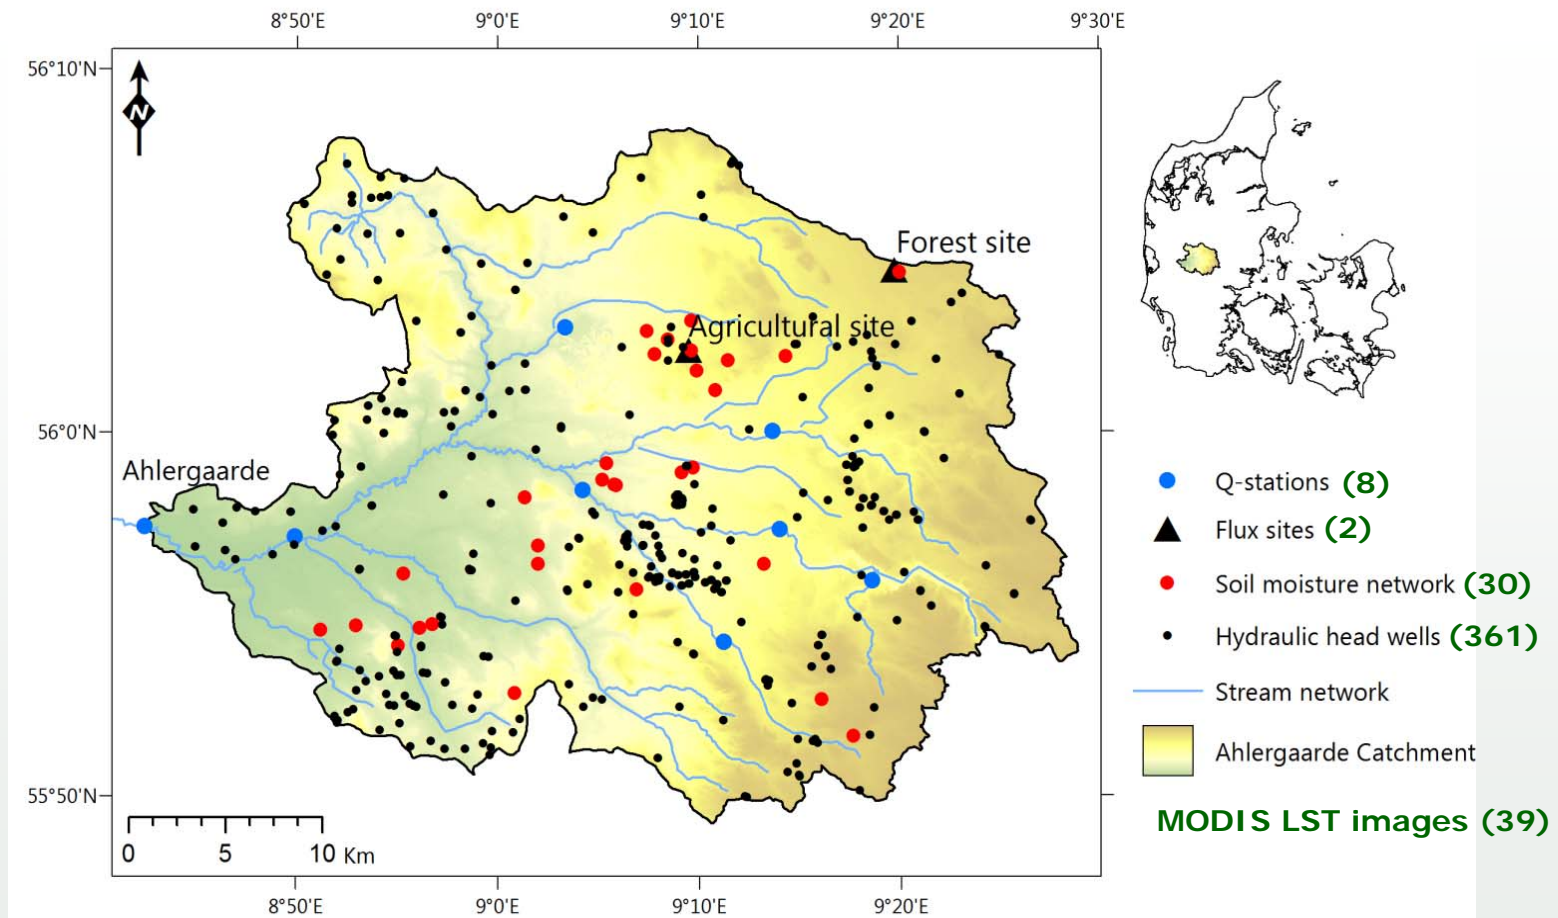 8°50'E 9°0'E 9°10'E 9°20'E 9°30'E
56°10'N
N
Forest site
Agricultural site
56°0'N
Ahlergaarde
55°50'N
0 5 10 Km
8°50'E 9°0'E 9°10'E 9°20'E
Q-stations (8)
Flux sites (2)
Soil moisture network (30)
Hydraulic head wells (361)
Stream network
Ahlergaarde Catchment
MODIS LST images (39)